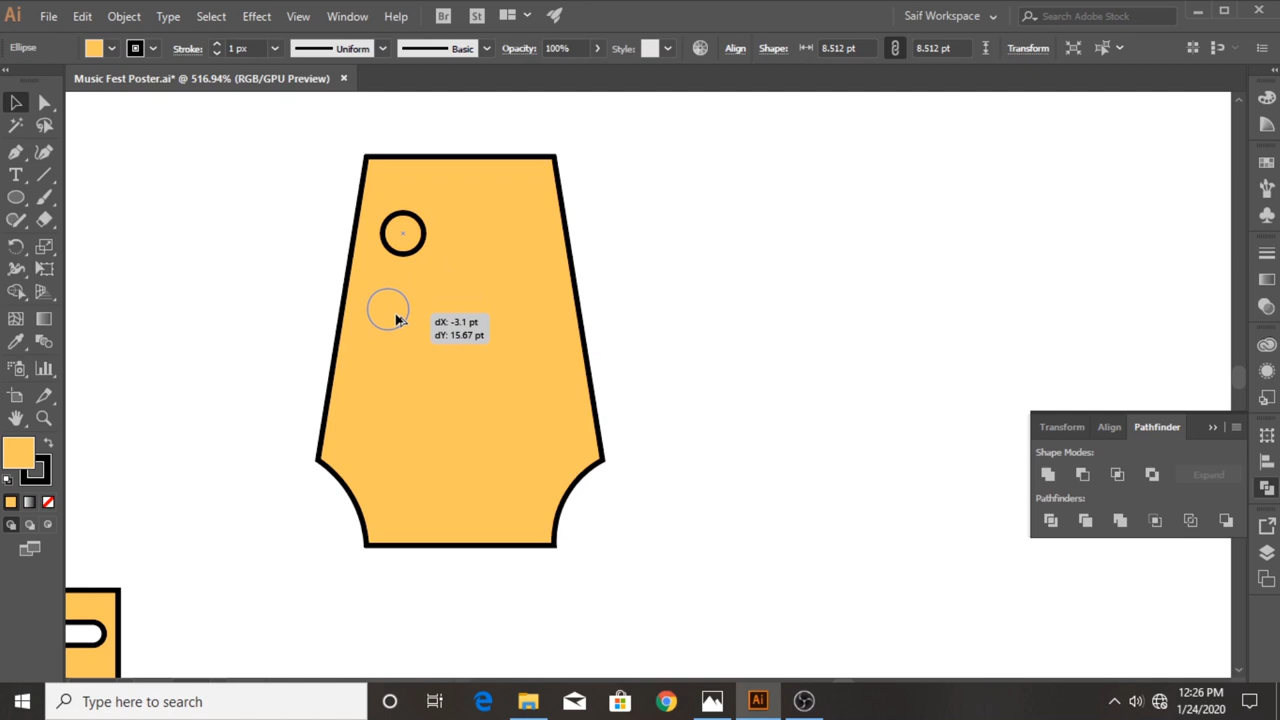 Ai File Edit Object Type Select Effect View Window Help Br St Saif Workspace Search Adobe Stock
Ellipse Stroke: 1 px Uniform Basic Opacity: 100% Style: Align Shape: 8.512 pt 8.512 pt Transform
Music Fest Poster.ai* @ 516.94% (RGB/GPU Preview)
dX: -3.1 pt
dY: 15.67 pt
Transform Align Pathfinder
Shape Modes:
Expand
Pathfinders:
Type here to search
Ai
12:26 PM
1/24/2020